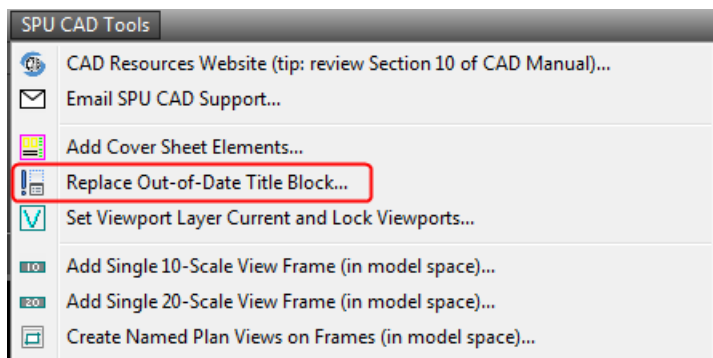 SPU CAD Tools
CAD Resources Website (tip: review Section 10 of CAD Manual)...
Email SPU CAD Support...
Add Cover Sheet Elements...
Replace Out-of-Date Title Block...
Set Viewport Layer Current and Lock Viewports...
10 Add Single 10-Scale View Frame (in model space)...
20 Add Single 20-Scale View Frame (in model space)...
Create Named Plan Views on Frames (in model space)...